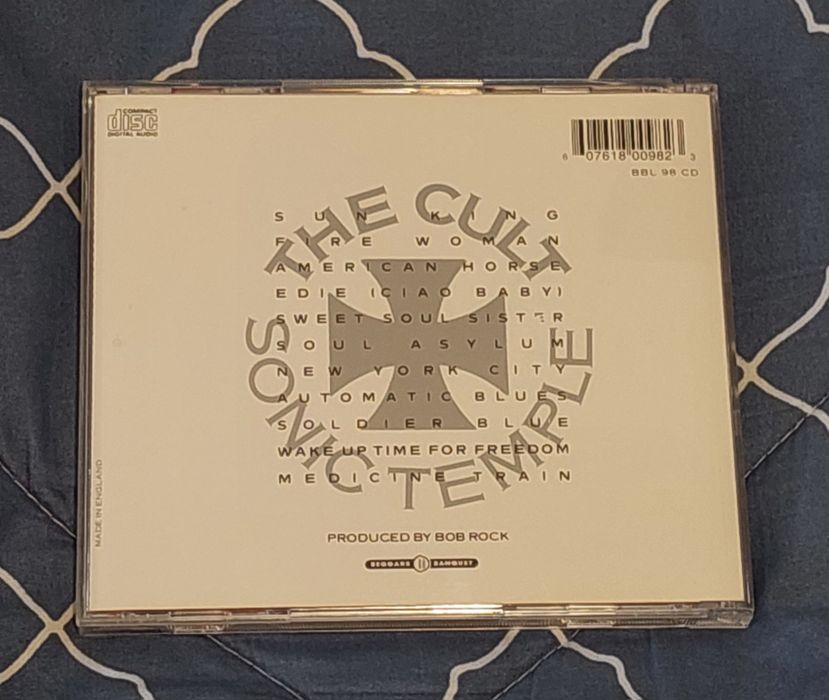 COMPACT
disc
DIGITAL AUDIO
6 07618 00982 3
BBL 98 CD
THE CULT
SUN KING
FIRE WOMAN
AMERICAN HORSE
EDIE (CIAO BABY)
SWEET SOUL SISTER
SOUL ASYLUM
NEW YORK CITY
AUTOMATIC BLUES
SOLDIER BLUE
WAKE UP TIME FOR FREEDOM
MEDICINE TRAIN
SONIC TEMPLE
MADE IN ENGLAND
PRODUCED BY BOB ROCK
BEGGARS BANQUET